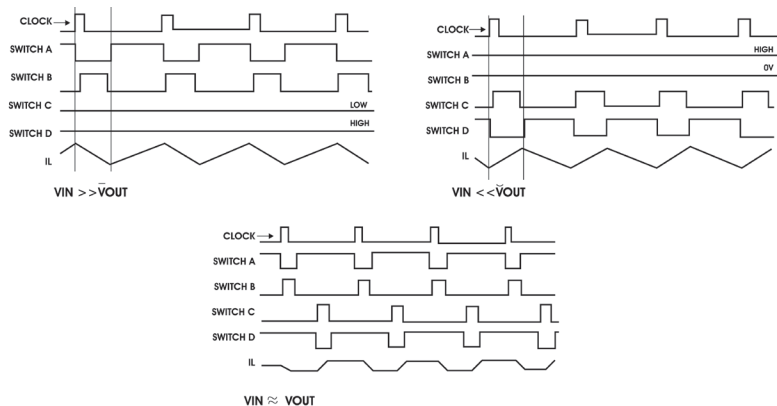 CLOCK
SWITCH A
SWITCH B
SWITCH C
LOW
HIGH
SWITCH D
IL
VIN >> VOUT
CLOCK
SWITCH A
HIGH
0V
SWITCH B
SWITCH C
SWITCH D
IL
VIN << VOUT
CLOCK
SWITCH A
SWITCH B
SWITCH C
SWITCH D
IL
VIN ≈ VOUT